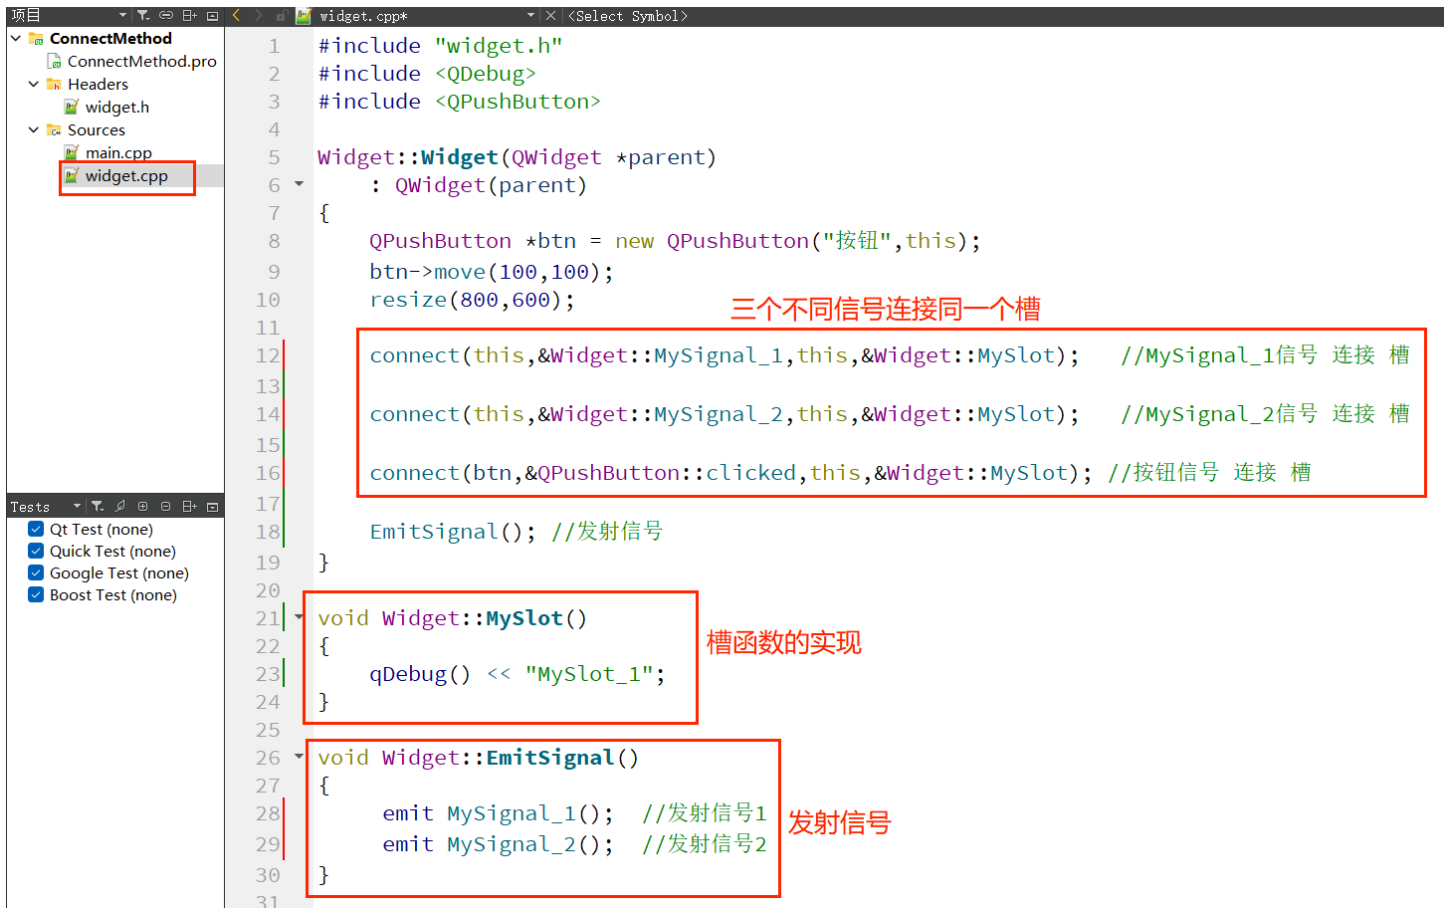 项目
widget.cpp*
<Select Symbol>
ConnectMethod
ConnectMethod.pro
Headers
widget.h
Sources
main.cpp
widget.cpp
Tests
Qt Test (none)
Quick Test (none)
Google Test (none)
Boost Test (none)
1 #include "widget.h"
2 #include <QDebug>
3 #include <QPushButton>
4
5 Widget::Widget(QWidget *parent)
6 : QWidget(parent)
7 {
8 QPushButton *btn = new QPushButton("按钮",this);
9 btn->move(100,100);
10 resize(800,600);
三个不同信号连接同一个槽
11
12 connect(this,&Widget::MySignal_1,this,&Widget::MySlot); //MySignal_1信号 连接 槽
13
14 connect(this,&Widget::MySignal_2,this,&Widget::MySlot); //MySignal_2信号 连接 槽
15
16 connect(btn,&QPushButton::clicked,this,&Widget::MySlot); //按钮信号 连接 槽
17
18 EmitSignal(); //发射信号
19 }
20
21 void Widget::MySlot()
22 {
槽函数的实现
23 qDebug() << "MySlot_1";
24 }
25
26 void Widget::EmitSignal()
27 {
28 emit MySignal_1(); //发射信号1
发射信号
29 emit MySignal_2(); //发射信号2
30 }
31